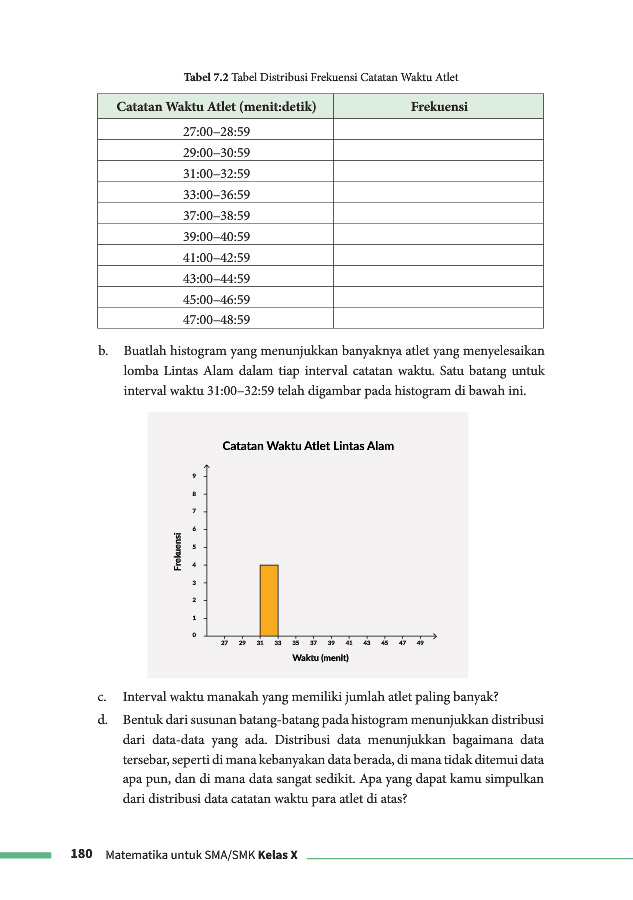 Tabel 7.2 Tabel Distribusi Frekuensi Catatan Waktu Atlet
Catatan Waktu Atlet (menit:detik) Frekuensi
27:00–28:59
29:00–30:59
31:00–32:59
33:00–36:59
37:00–38:59
39:00–40:59
41:00–42:59
43:00–44:59
45:00–46:59
47:00–48:59
b. Buatlah histogram yang menunjukkan banyaknya atlet yang menyelesaikan
lomba Lintas Alam dalam tiap interval catatan waktu. Satu batang untuk
interval waktu 31:00–32:59 telah digambar pada histogram di bawah ini.
Catatan Waktu Atlet Lintas Alam
Frekuensi
9
8
7
6
5
4
3
2
1
0
27 29 31 33 35 37 39 41 43 45 47 49
Waktu (menit)
c. Interval waktu manakah yang memiliki jumlah atlet paling banyak?
d. Bentuk dari susunan batang-batang pada histogram menunjukkan distribusi
dari data-data yang ada. Distribusi data menunjukkan bagaimana data
tersebar, seperti di mana kebanyakan data berada, di mana tidak ditemui data
apa pun, dan di mana data sangat sedikit. Apa yang dapat kamu simpulkan
dari distribusi data catatan waktu para atlet di atas?
180 Matematika untuk SMA/SMK Kelas X